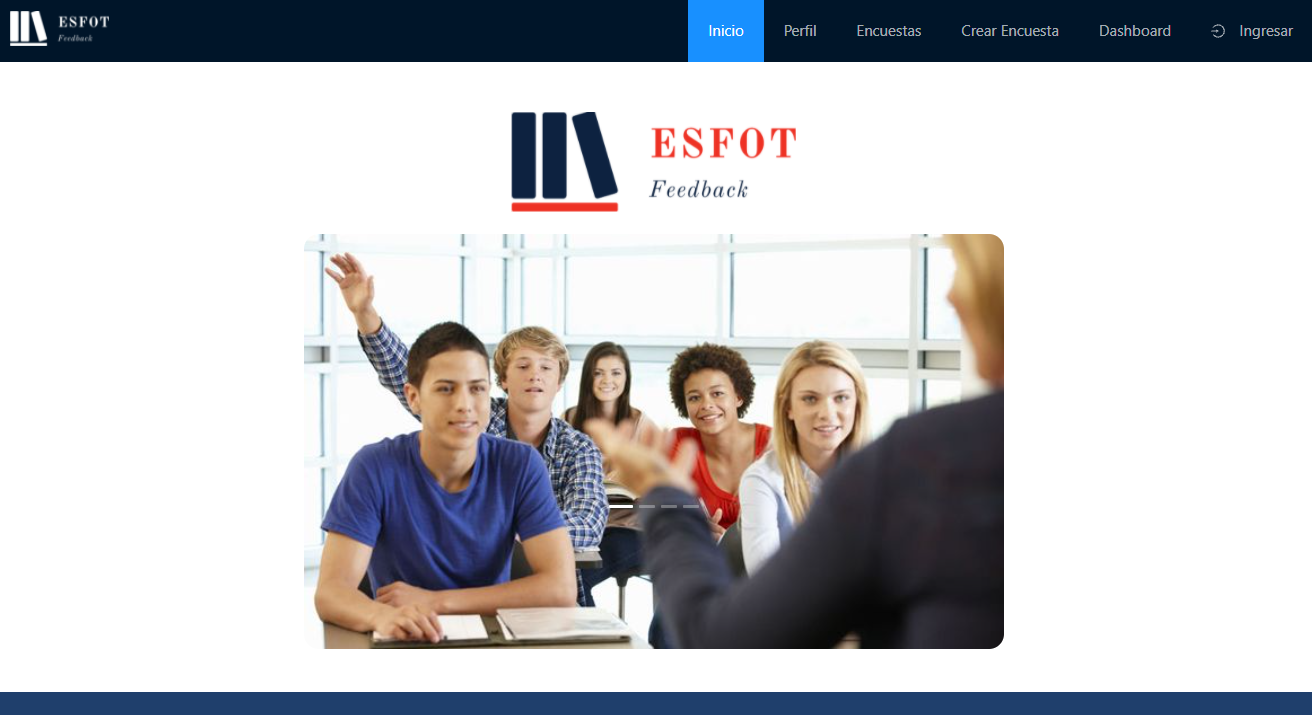 ESFOT
Feedback
Inicio
Perfil
Encuestas
Crear Encuesta
Dashboard
Ingresar
ESFOT
Feedback